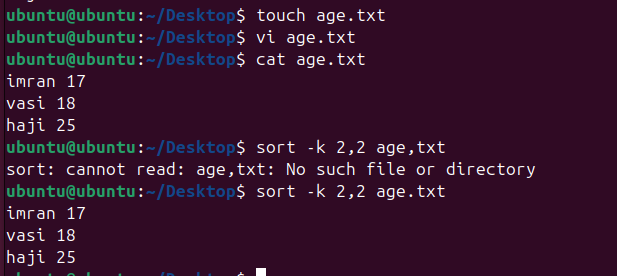 ubuntu@ubuntu:~/Desktop$ touch age.txt
ubuntu@ubuntu:~/Desktop$ vi age.txt
ubuntu@ubuntu:~/Desktop$ cat age.txt
imran 17
vasi 18
haji 25
ubuntu@ubuntu:~/Desktop$ sort -k 2,2 age,txt
sort: cannot read: age,txt: No such file or directory
ubuntu@ubuntu:~/Desktop$ sort -k 2,2 age.txt
imran 17
vasi 18
haji 25
ubuntu@ubuntu:~/Desktop$